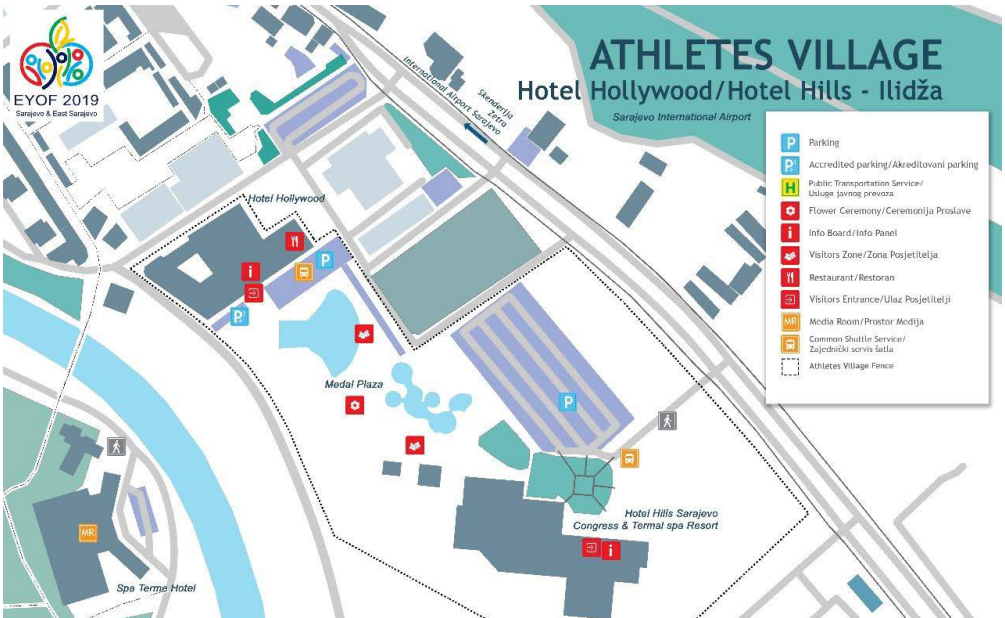 EYOF 2019
Sarajevo & East Sarajevo
ATHLETES VILLAGE
Hotel Hollywood/Hotel Hills - Ilidža
Sarajevo International Airport
International Airport Sarajevo
Skenderija
Zetra
P Parking
P Accredited parking/Akreditovani parking
H Public Transportation Service/
Usluge javnog prevoza
Flower Ceremony/Ceremonija Proslave
i Info Board/Info Panel
Visitors Zone/Zona Posjetitelja
Restaurant/Restoran
Visitors Entrance/Ulaz Posjetitelji
MR Media Room/Prostor Medija
Common Shuttle Service/
Zajednički servis šatla
Athletes Village Fence
Hotel Hollywood
P
i
P
Medal Plaza
P
Hotel Hills Sarajevo
Congress & Termal spa Resort
i
MR
Spa Terme Hotel